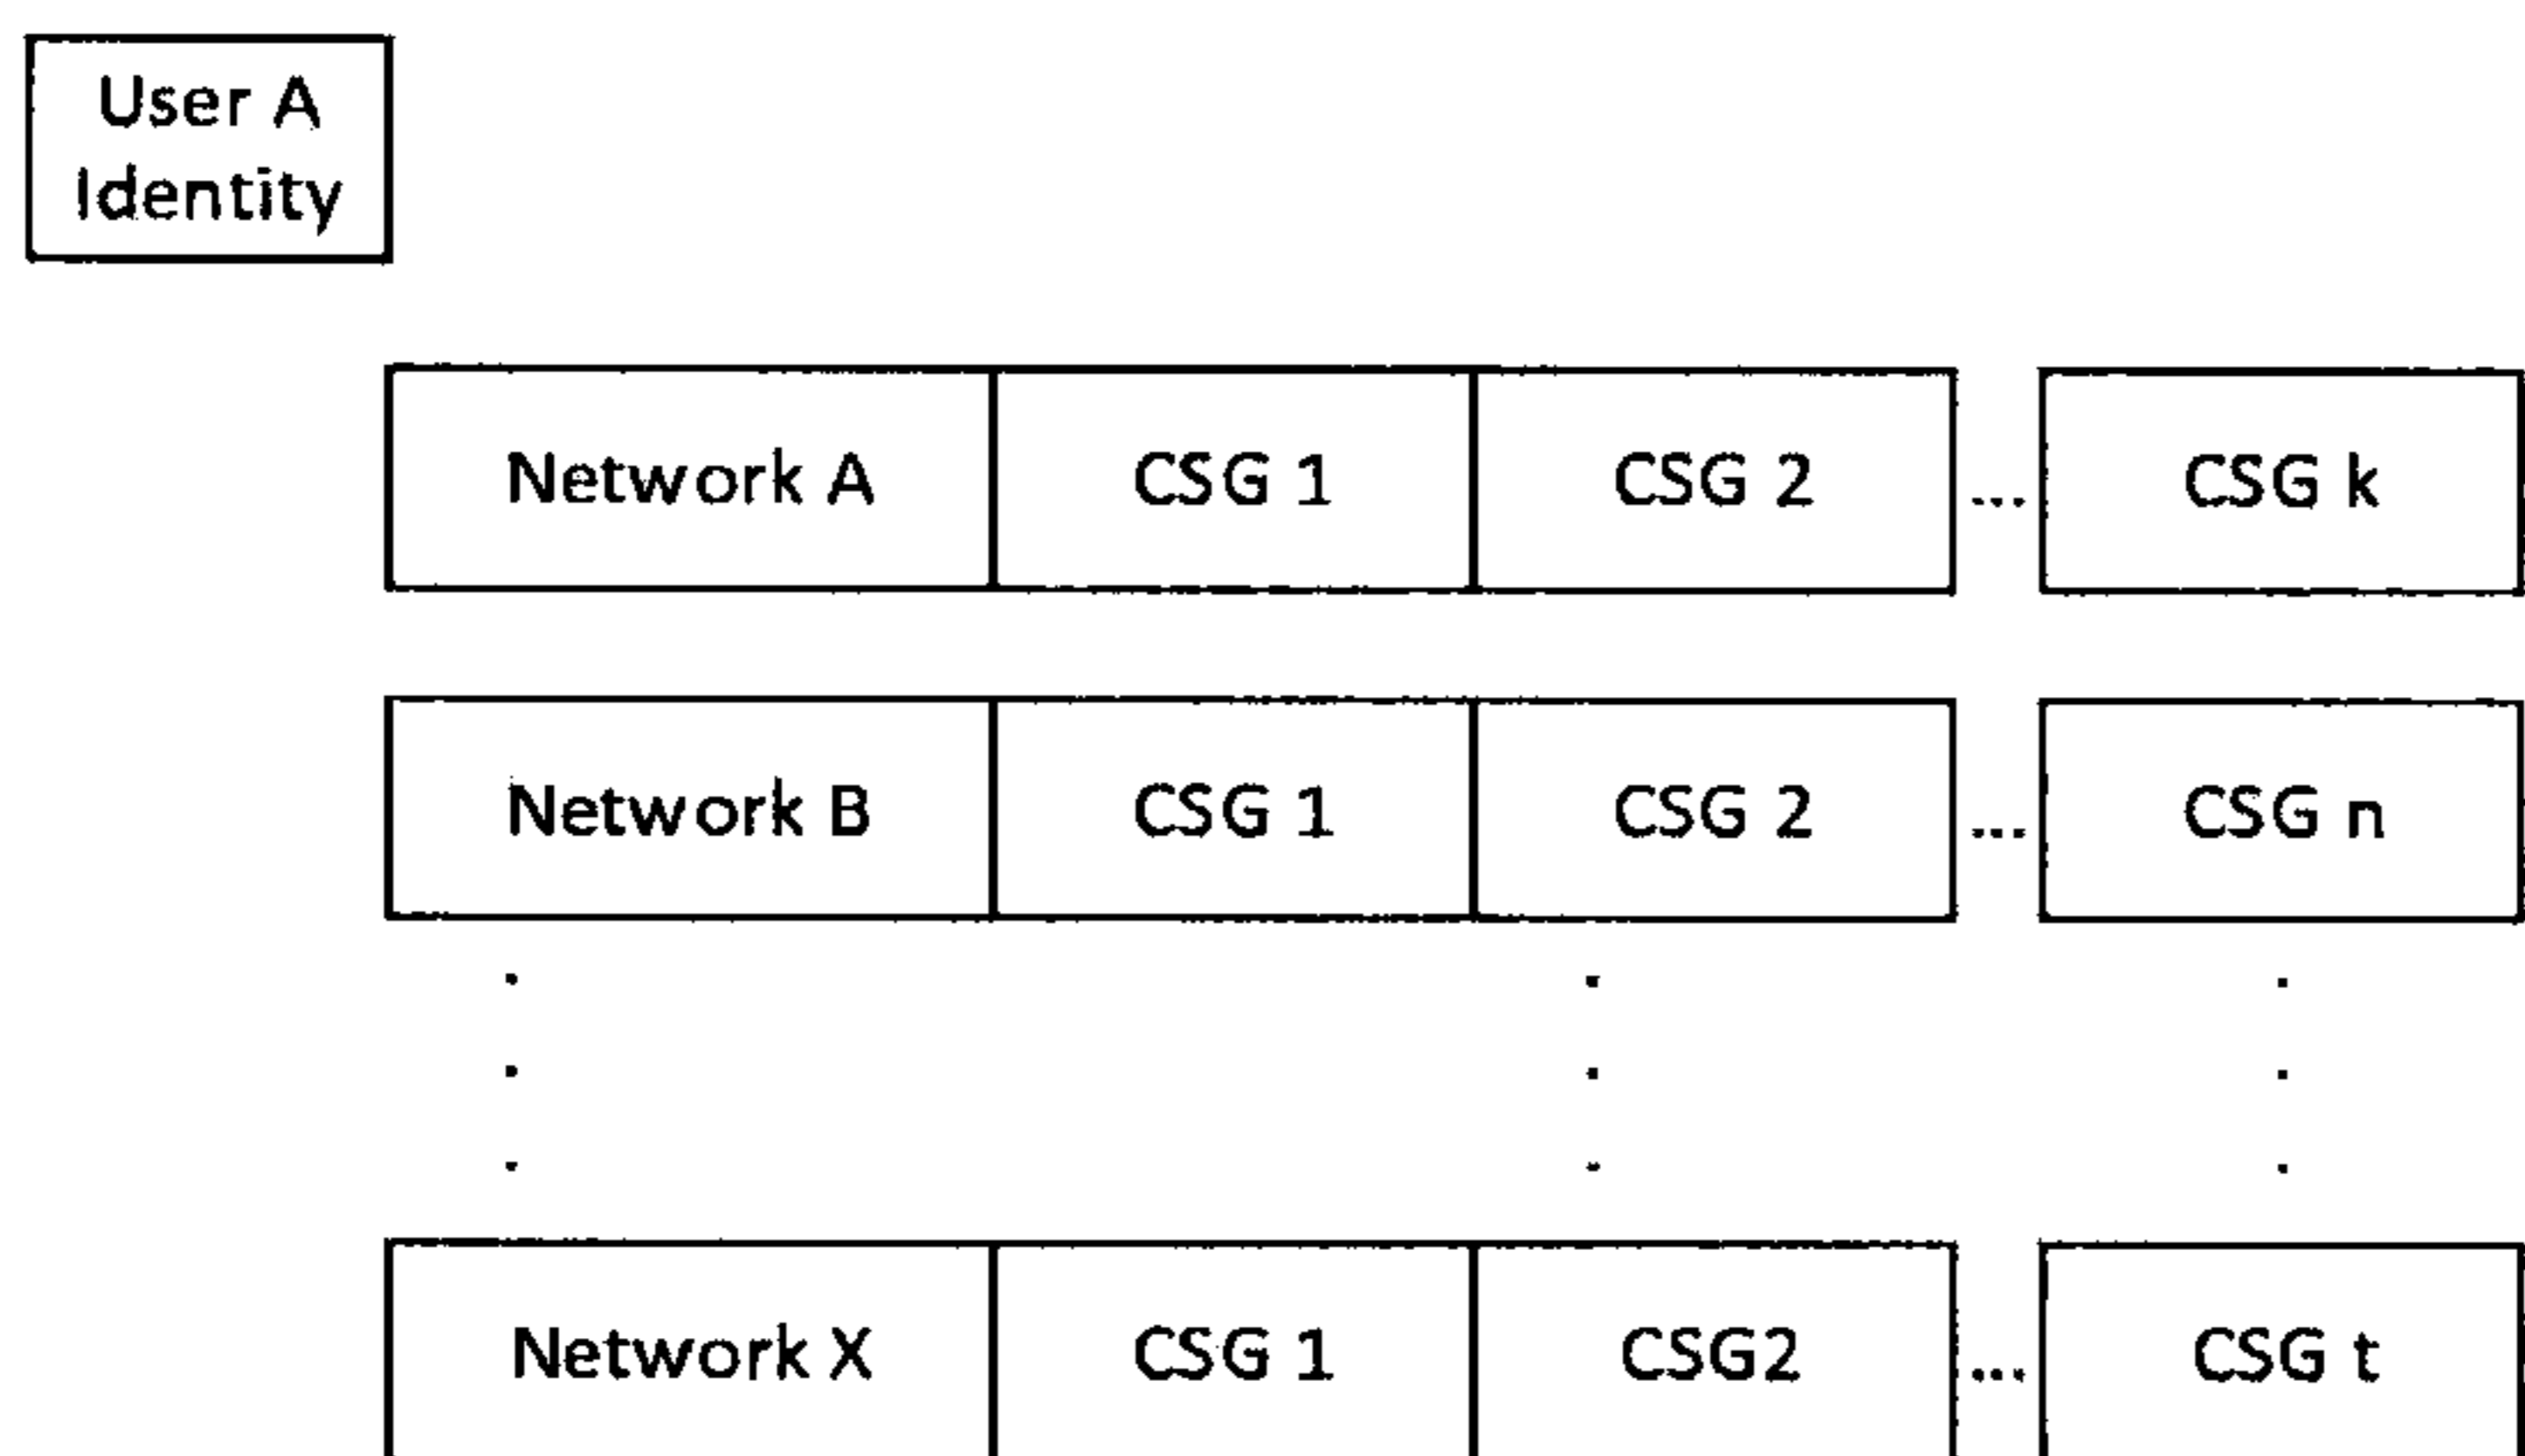 User A
Identity
Network A CSG 1 CSG 2 ... CSG k
Network B CSG 1 CSG 2 ... CSG n
Network X CSG 1 CSG2 ... CSG t